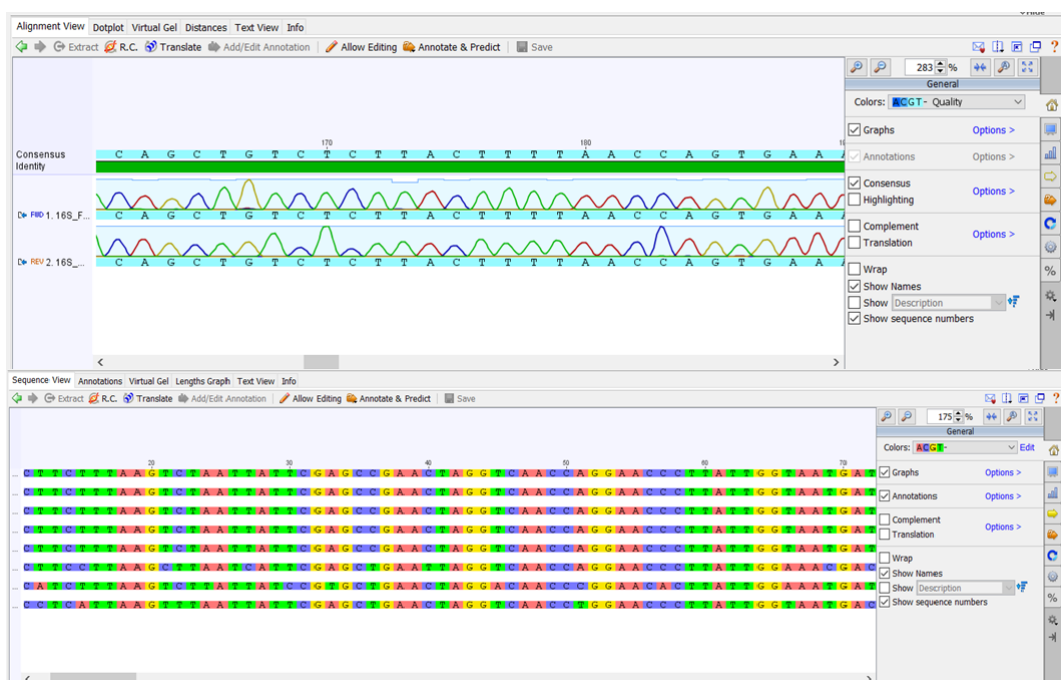 Alignment View Dotplot Virtual Gel Distances Text View Info
Extract R.C. Translate Add/Edit Annotation Allow Editing Annotate & Predict Save
283 %
General
Colors: ACGT - Quality
Graphs Options >
Annotations Options >
Consensus
Highlighting Options >
Complement
Translation Options >
Wrap
Show Names
Show Description
Show sequence numbers
170 180
Consensus C A G C T G T C T C T T A C T T T T A A C C A G T G A A
Identity
FWD 1. 16S_F... C A G C T G T C T C T T A C T T T T A A C C A G T G A A
REV 2. 16S_... C A G C T G T C T C T T A C T T T T A A C C A G T G A A
Sequence View Annotations Virtual Gel Lengths Graph Text View Info
Extract R.C. Translate Add/Edit Annotation Allow Editing Annotate & Predict Save
175 %
General
Colors: ACGT - Edit
Graphs Options >
Annotations Options >
Complement
Translation Options >
Wrap
Show Names
Show Description
Show sequence numbers
20 30 40 50 60 70
C T T C T T T A A G T C T A A T T A T T C G A G C C G A A C T A G G T C A A C C A G G A A C C C T T A T T G G T A A T G A T
C T T C T T T A A G T C T A A T T A T T C G A G C C G A A C T A G G T C A A C C A G G A A C C C T T A T T G G T A A T G A T
C T T C T T T A A G T C T A A T T A T T C G A G C C G A A C T A G G T C A A C C A G G A A C C C T T A T T G G T A A T G A T
C T T C T T T A A G T C T A A T T A T T C G A G C C G A A C T A G G T C A A C C A G G A A C C C T T A T T G G T A A T G A T
C T T C T T T A A G T C T A A T T A T T C G A G C C G A A C T A G G T C A A C C A G G A A C C C T T A T T G G T A A T G A T
C T T C C T T A A G C T T A A T C A T T C G A G C T G A A T T A G G T C A A C C A G G A A C C C T T A T T G G A A A C G A C
C A T C T T T A A G T C T T A T T A T C C G T G C T G A A C T A G G A C A A C C C G G A A C A C T T A T T G G A A A T G A T
C C T C A T T A A G T T T A A T T A T T C G A G C T G A A C T A G G T C A A C C T G G A A C C C T T A T T G G T A A T G A C